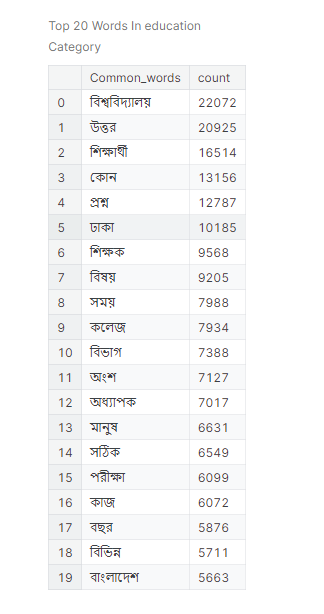 Top 20 Words In education
Category
Common_words count
0 বিশ্ববিদ্যালয় 22072
1 উত্তর 20925
2 শিক্ষার্থী 16514
3 কোন 13156
4 প্রশ্ন 12787
5 ঢাকা 10185
6 শিক্ষক 9568
7 বিষয় 9205
8 সময় 7988
9 কলেজ 7934
10 বিভাগ 7388
11 অংশ 7127
12 অধ্যাপক 7017
13 মানুষ 6631
14 সঠিক 6549
15 পরীক্ষা 6099
16 কাজ 6072
17 বছর 5876
18 বিভিন্ন 5711
19 বাংলাদেশ 5663